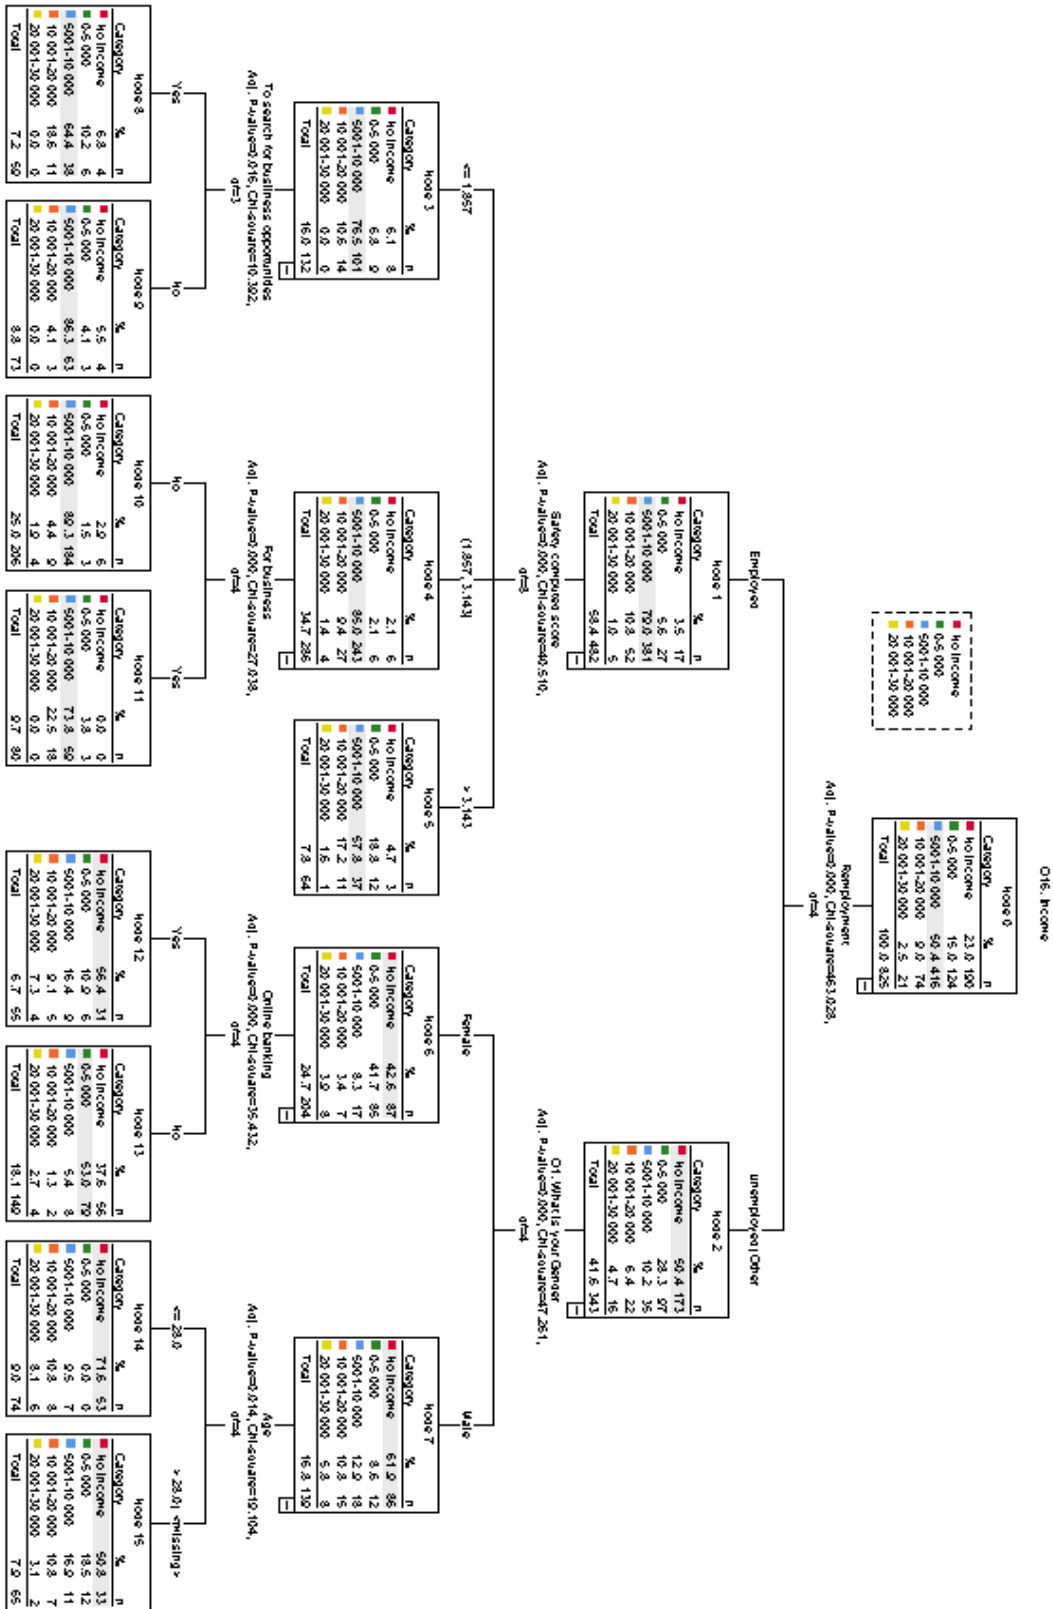 Q16. Income
Node 0
Category % n
No Income 23.0 190
0-5 000 15.0 124
5001-10 000 50.4 416
10 001-20 000 9.0 74
20 001-30 000 2.5 21
Total 100.0 825
No Income
0-5 000
5001-10 000
10 001-20 000
20 001-30 000
Remployment
Adj. P-value=0.000, Chi-square=463.028,
df=4
Employed
Unemployed; Other
Node 1
Category % n
No Income 3.5 17
0-5 000 5.6 27
5001-10 000 79.0 381
10 001-20 000 10.8 52
20 001-30 000 1.0 5
Total 58.4 482
Node 2
Category % n
No Income 50.4 173
0-5 000 28.3 97
5001-10 000 10.2 35
10 001-20 000 6.4 22
20 001-30 000 4.7 16
Total 41.6 343
Safety computed score
Adj. P-value=0.000, Chi-square=40.510,
df=8
Q1. What is your Gender
Adj. P-value=0.000, Chi-square=47.261,
df=4
<= 1.857
(1.857, 3.143]
> 3.143
Female
Male
Node 3
Category % n
No Income 6.1 8
0-5 000 6.8 9
5001-10 000 76.5 101
10 001-20 000 10.6 14
20 001-30 000 0.0 0
Total 16.0 132
Node 4
Category % n
No Income 2.1 6
0-5 000 2.1 6
5001-10 000 85.0 243
10 001-20 000 9.4 27
20 001-30 000 1.4 4
Total 34.7 286
Node 5
Category % n
No Income 4.7 3
0-5 000 18.8 12
5001-10 000 57.8 37
10 001-20 000 17.2 11
20 001-30 000 1.6 1
Total 7.8 64
Node 6
Category % n
No Income 42.6 87
0-5 000 41.7 85
5001-10 000 8.3 17
10 001-20 000 3.4 7
20 001-30 000 3.9 8
Total 24.7 204
Node 7
Category % n
No Income 61.9 86
0-5 000 8.6 12
5001-10 000 12.9 18
10 001-20 000 10.8 15
20 001-30 000 5.8 8
Total 16.8 139
To search for business opportunities
Adj. P-value=0.016, Chi-square=10.392,
df=3
For business
Adj. P-value=0.000, Chi-square=27.038,
df=4
Online banking
Adj. P-value=0.000, Chi-square=35.432,
df=4
Age
Adj. P-value=0.014, Chi-square=19.104,
df=4
Yes
No
No
Yes
Yes
No
<= 28.0
> 28.0; <missing>
Node 8
Category % n
No Income 6.8 4
0-5 000 10.2 6
5001-10 000 64.4 38
10 001-20 000 18.6 11
20 001-30 000 0.0 0
Total 7.2 59
Node 9
Category % n
No Income 5.5 4
0-5 000 4.1 3
5001-10 000 86.3 63
10 001-20 000 4.1 3
20 001-30 000 0.0 0
Total 8.8 73
Node 10
Category % n
No Income 2.9 6
0-5 000 1.5 3
5001-10 000 89.3 184
10 001-20 000 4.4 9
20 001-30 000 1.9 4
Total 25.0 206
Node 11
Category % n
No Income 0.0 0
0-5 000 3.8 3
5001-10 000 73.8 59
10 001-20 000 22.5 18
20 001-30 000 0.0 0
Total 9.7 80
Node 12
Category % n
No Income 56.4 31
0-5 000 10.9 6
5001-10 000 16.4 9
10 001-20 000 9.1 5
20 001-30 000 7.3 4
Total 6.7 55
Node 13
Category % n
No Income 37.6 56
0-5 000 53.0 79
5001-10 000 5.4 8
10 001-20 000 1.3 2
20 001-30 000 2.7 4
Total 18.1 149
Node 14
Category % n
No Income 71.6 53
0-5 000 0.0 0
5001-10 000 9.5 7
10 001-20 000 10.8 8
20 001-30 000 8.1 6
Total 9.0 74
Node 15
Category % n
No Income 50.8 33
0-5 000 18.5 12
5001-10 000 16.9 11
10 001-20 000 10.8 7
20 001-30 000 3.1 2
Total 7.9 65